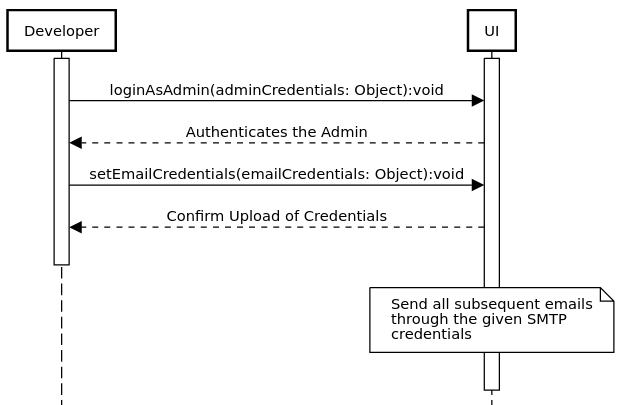 Developer
UI
loginAsAdmin(adminCredentials: Object):void
Authenticates the Admin
setEmailCredentials(emailCredentials: Object):void
Confirm Upload of Credentials
Send all subsequent emails
through the given SMTP
credentials